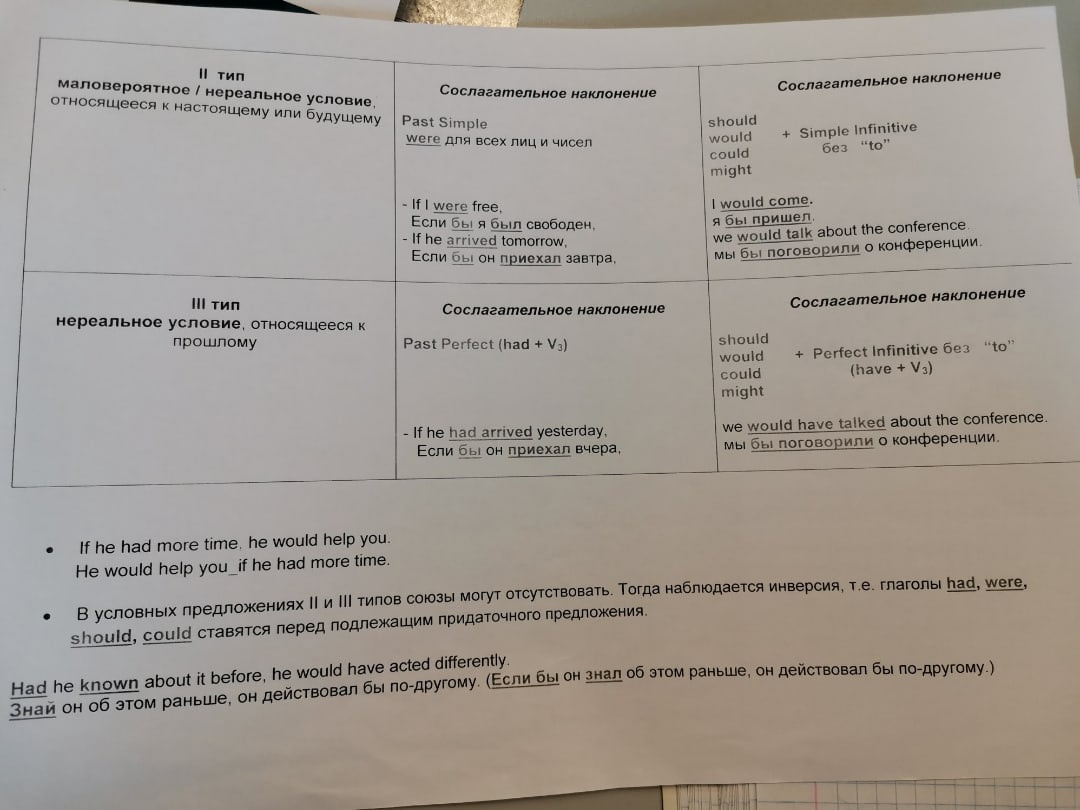 II тип
маловероятное / нереальное условие,
относящееся к настоящему или будущему
Сослагательное наклонение
Past Simple
were для всех лиц и чисел
- If I were free,
Если бы я был свободен,
- If he arrived tomorrow,
Если бы он приехал завтра,
Сослагательное наклонение
should
would
could
might
+ Simple Infinitive
без "to"
I would come.
я бы пришел.
we would talk about the conference.
мы бы поговорили о конференции.
III тип
нереальное условие, относящееся к
прошлому
Сослагательное наклонение
Past Perfect (had + V₃)
- If he had arrived yesterday,
Если бы он приехал вчера,
Сослагательное наклонение
should
would
could
might
+ Perfect Infinitive без "to"
(have + V₃)
we would have talked about the conference.
мы бы поговорили о конференции.
• If he had more time, he would help you.
He would help you_if he had more time.
• В условных предложениях II и III типов союзы могут отсутствовать. Тогда наблюдается инверсия, т.е. глаголы had, were,
should, could ставятся перед подлежащим придаточного предложения.
Had he known about it before, he would have acted differently.
Знай он об этом раньше, он действовал бы по-другому. (Если бы он знал об этом раньше, он действовал бы по-другому.)